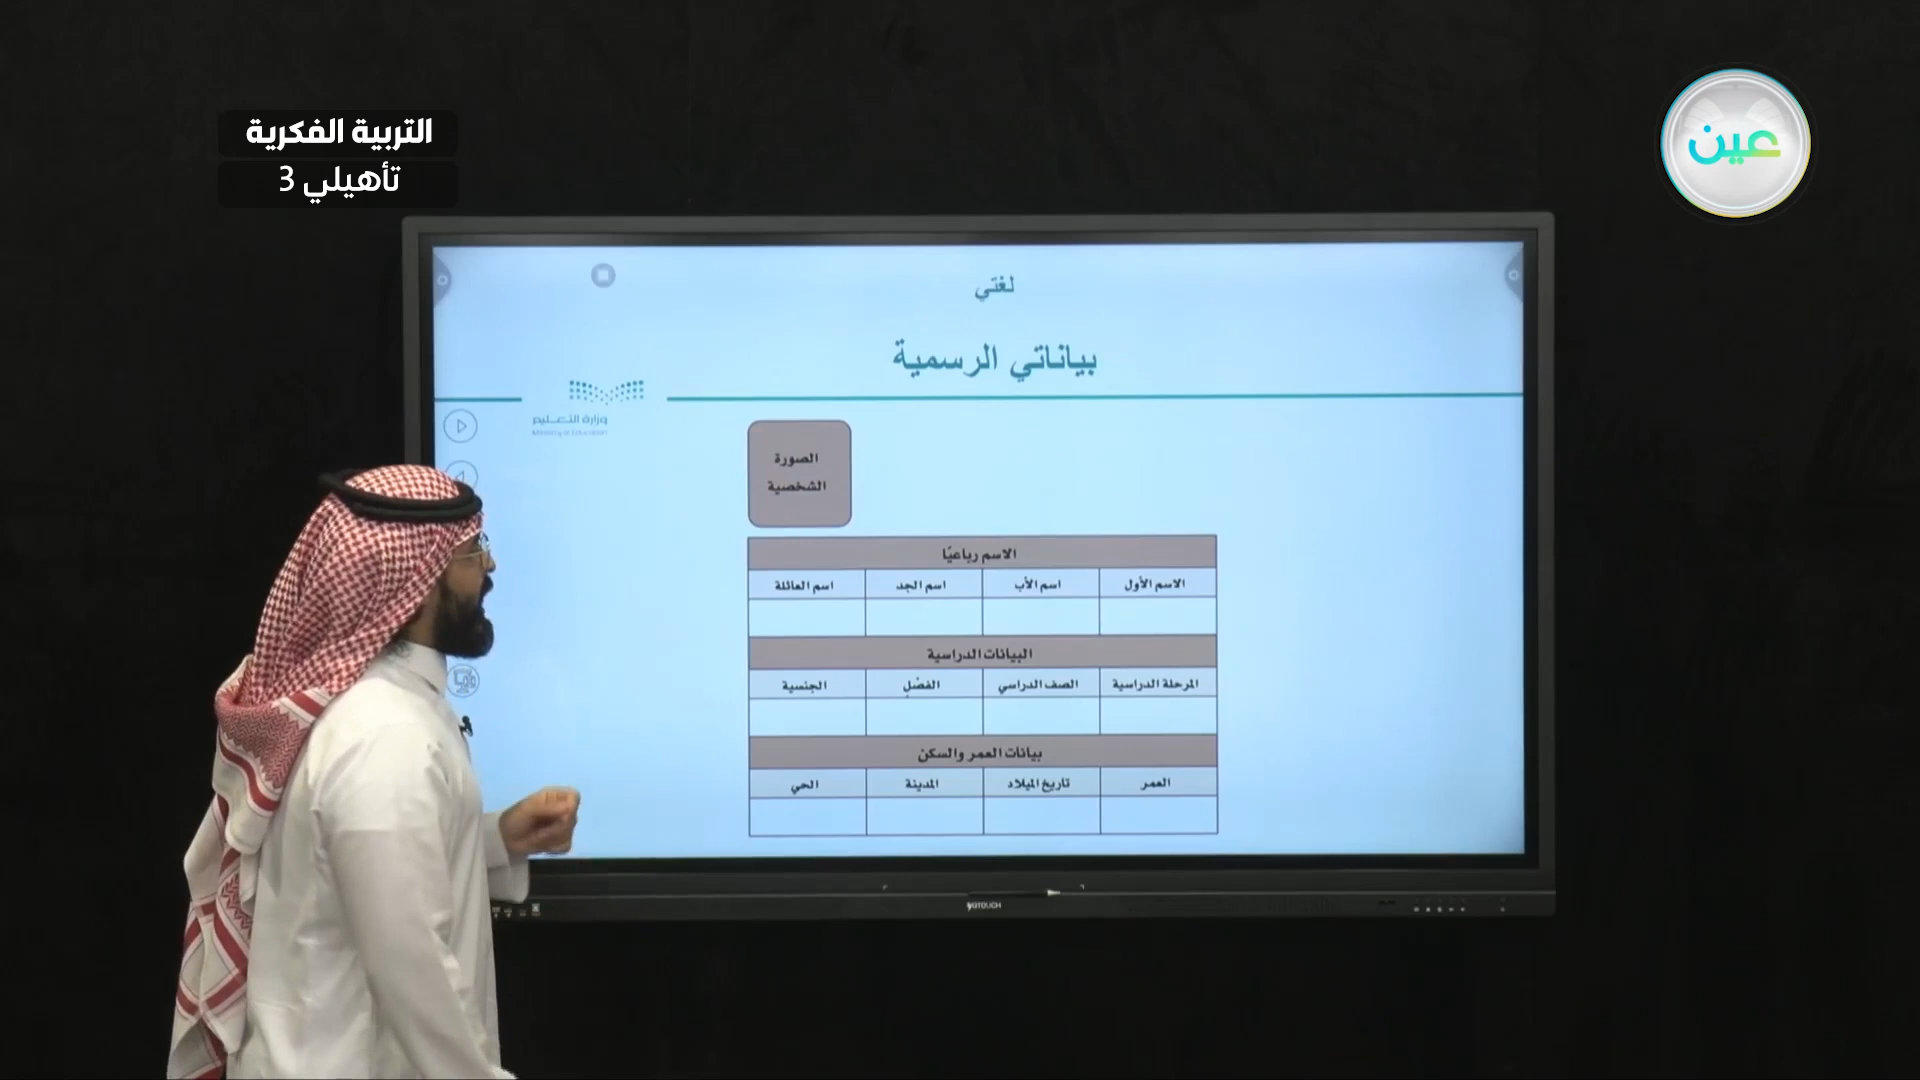 التربية الفكرية
تأهيلي 3
عين
لغتي
بياناتي الرسمية
وزارة التعليم
Ministry of Education
الصورة
الشخصية
الاسم رباعيًا
الاسم الأول اسم الأب اسم الجد اسم العائلة
البيانات الدراسية
المرحلة الدراسية الصف الدراسي الفصْل الجنسية
بيانات العمر والسكن
العمر تاريخ الميلاد المدينة الحي
YQTOUCH